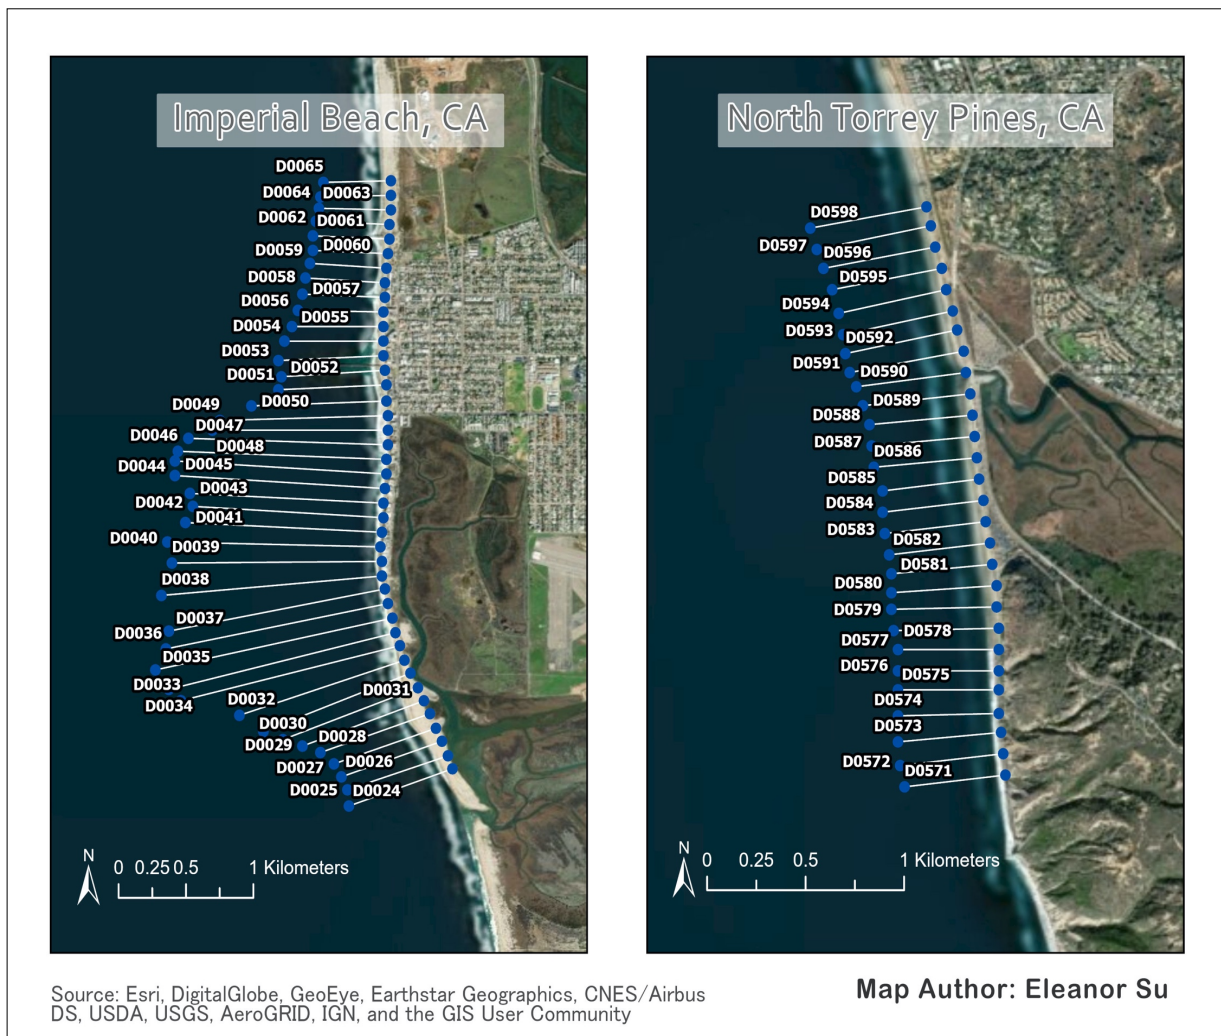 Imperial Beach, CA
D0065
D0064 D0063
D0062 D0061
D0060
D0059
D0058
D0057
D0056
D0055
D0054
D0053
D0052
D0051
D0050
D0049
D0047
D0046
D0048
D0045
D0044
D0043
D0042
D0041
D0040
D0039
D0038
D0037
D0036
D0035
D0033
D0031
D0032
D0034
D0030
D0028
D0029
D0026
D0027
D0025 D0024
N
0 0.25 0.5 1 Kilometers
North Torrey Pines, CA
D0598
D0597
D0596
D0595
D0594
D0593
D0592
D0591
D0590
D0589
D0588
D0587
D0586
D0585
D0584
D0583
D0582
D0581
D0580
D0579
D0578
D0577
D0576
D0575
D0574
D0573
D0572
D0571
N
0 0.25 0.5 1 Kilometers
Source: Esri, DigitalGlobe, GeoEye, Earthstar Geographics, CNES/Airbus
DS, USDA, USGS, AeroGRID, IGN, and the GIS User Community
Map Author: Eleanor Su